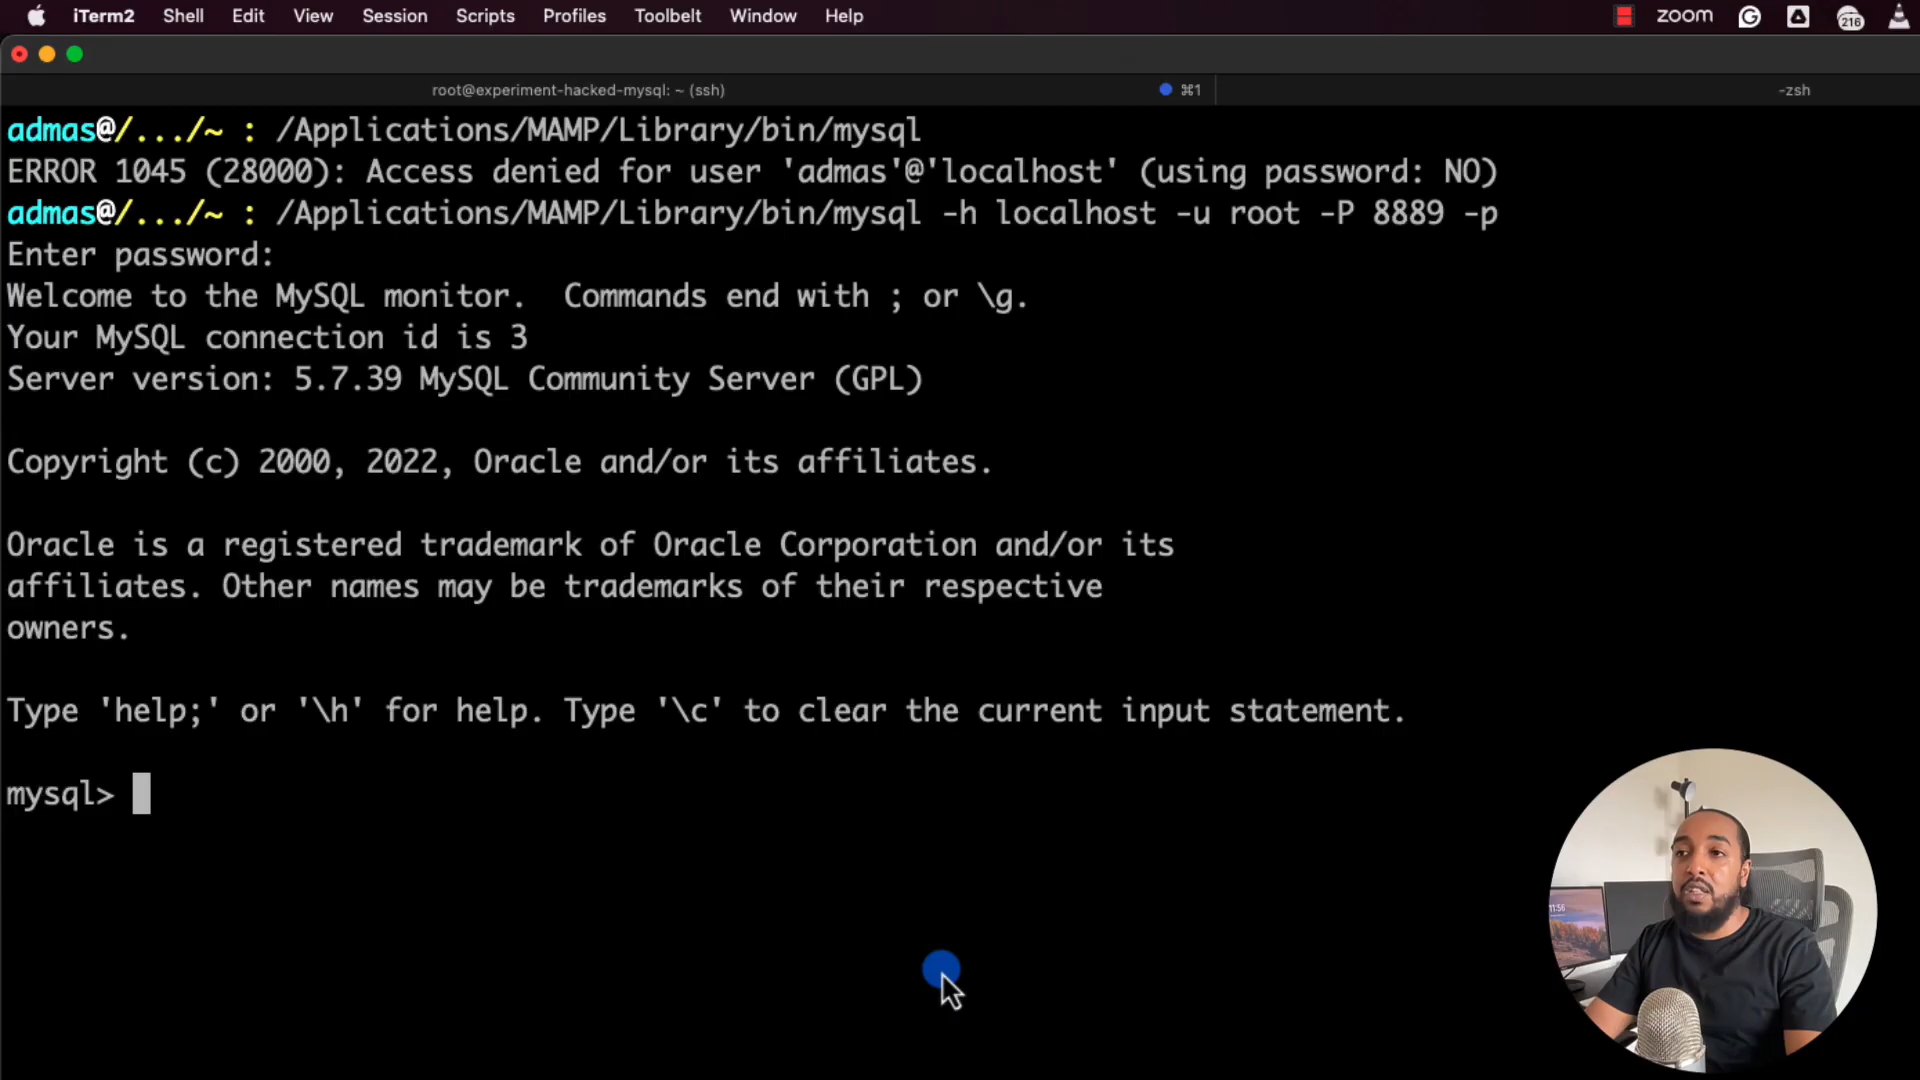 iTerm2 Shell Edit View Session Scripts Profiles Toolbelt Window Help zoom 216
root@experiment-hacked-mysql: ~ (ssh) ⌘1 -zsh
admas@/.../~ : /Applications/MAMP/Library/bin/mysql
ERROR 1045 (28000): Access denied for user 'admas'@'localhost' (using password: NO)
admas@/.../~ : /Applications/MAMP/Library/bin/mysql -h localhost -u root -P 8889 -p
Enter password:
Welcome to the MySQL monitor.  Commands end with ; or \g.
Your MySQL connection id is 3
Server version: 5.7.39 MySQL Community Server (GPL)
Copyright (c) 2000, 2022, Oracle and/or its affiliates.
Oracle is a registered trademark of Oracle Corporation and/or its
affiliates. Other names may be trademarks of their respective
owners.
Type 'help;' or '\h' for help. Type '\c' to clear the current input statement.
mysql>